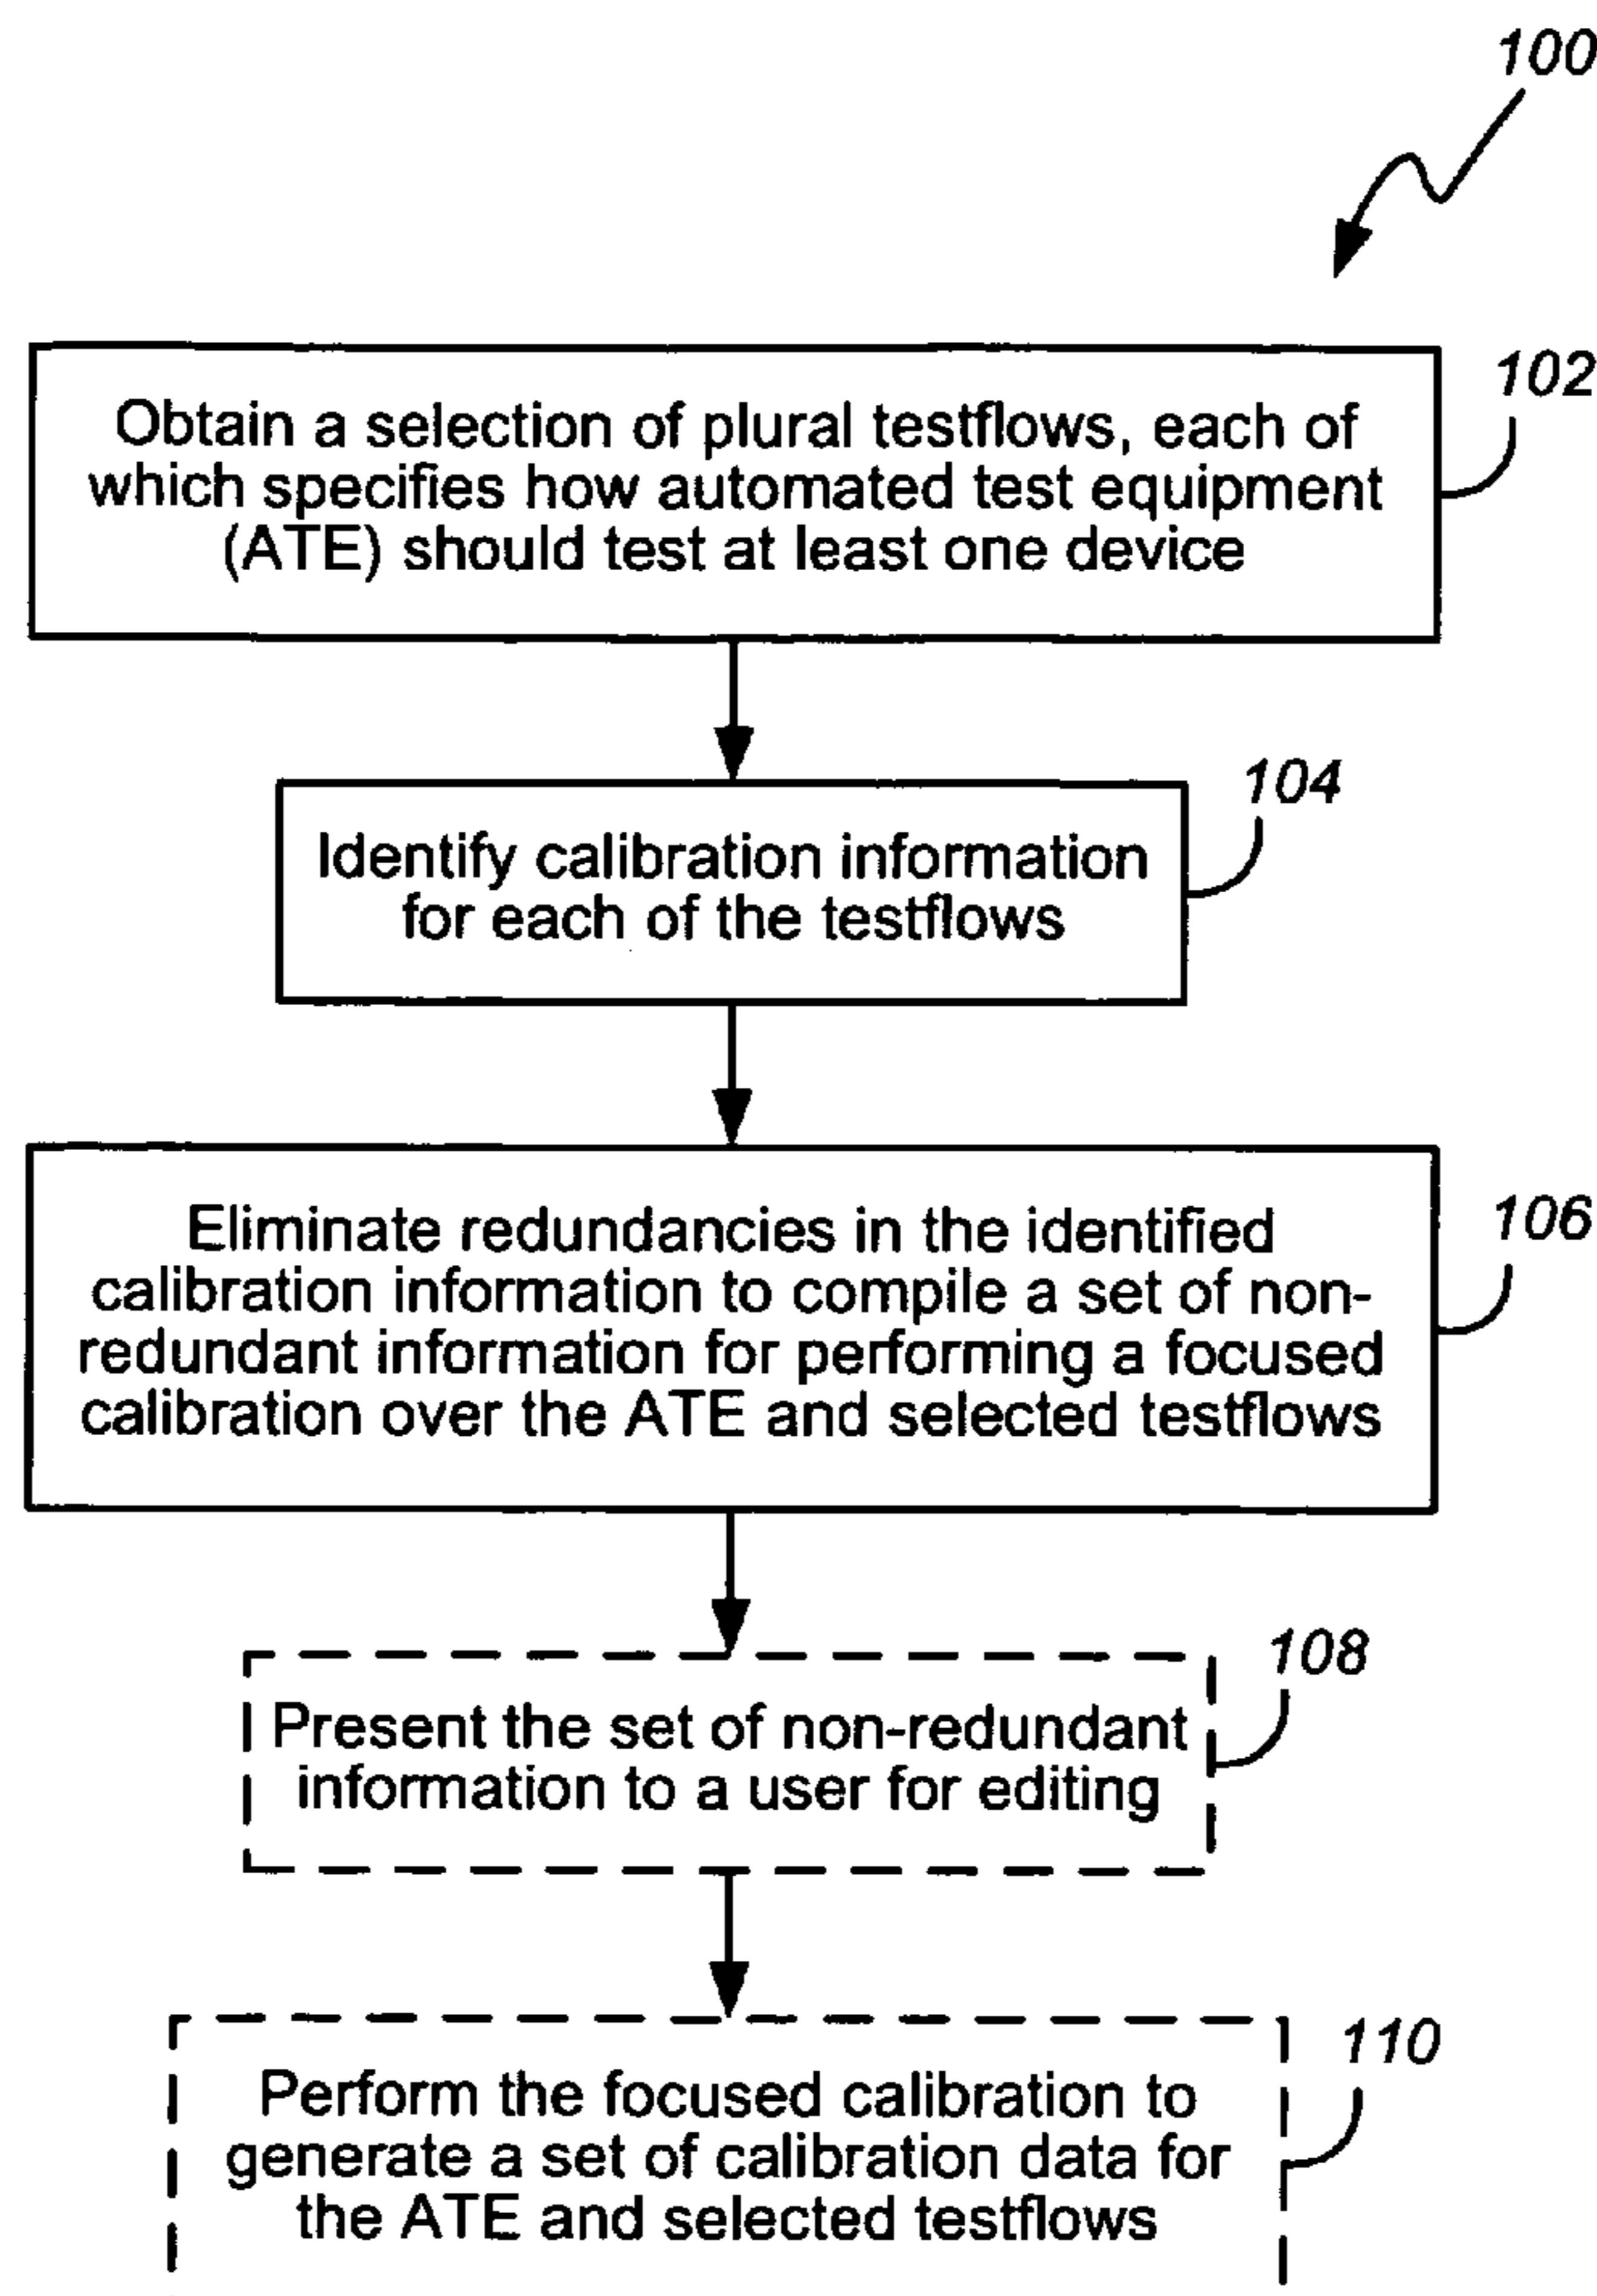 100
102
Obtain a selection of plural testflows, each of
which specifies how automated test equipment
(ATE) should test at least one device
104
Identify calibration information
for each of the testflows
106
Eliminate redundancies in the identified
calibration information to compile a set of non-
redundant information for performing a focused
calibration over the ATE and selected testflows
108
Present the set of non-redundant
information to a user for editing
110
Perform the focused calibration to
generate a set of calibration data for
the ATE and selected testflows